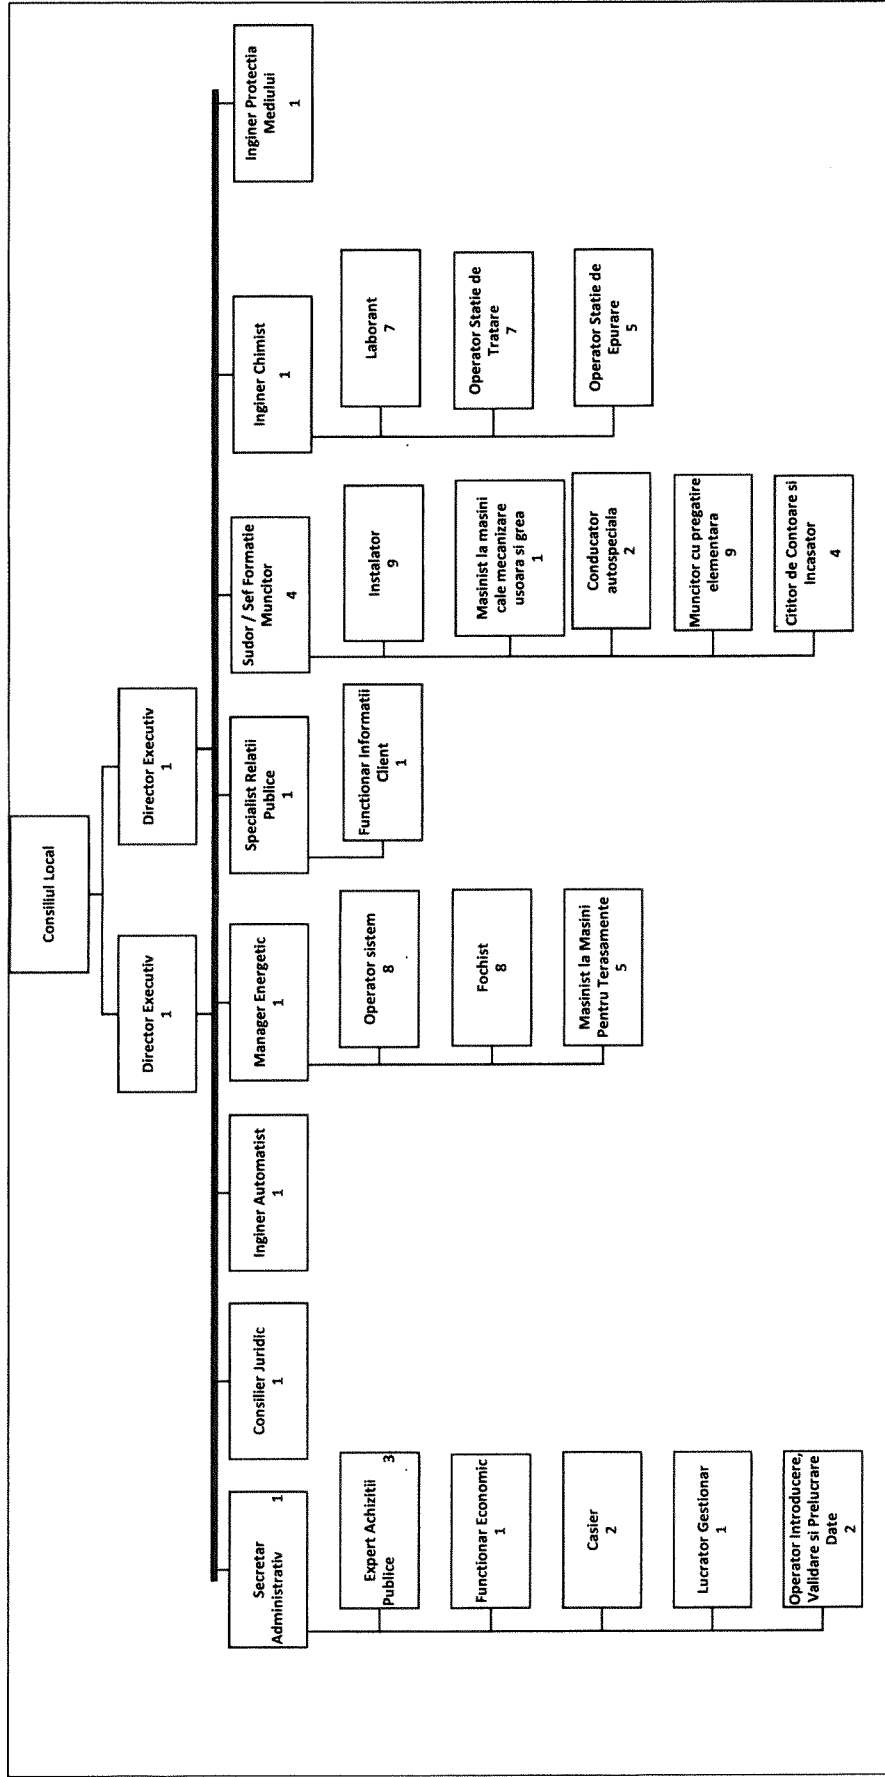 Consiliul Local
Director Executiv
1
Director Executiv
1
Secretar
1
Administrativ
Expert Achizitii
3
Publice
Functionar Economic
1
Casier
2
Lucrator Gestionar
1
Operator Introducere,
Validare si Prelucrare
Date
2
Consilier Juridic
1
Inginer Automatist
1
Manager Energetic
1
Operator sistem
8
Fochist
8
Masinist la Masini
Pentru Terasamente
5
Specialist Relatii
Publice
1
Functionar Informatii
Client
1
Sudor / Sef Formatie
Muncitor
4
Instalator
9
Masinist la masini
cale mecanizare
usoara si grea
1
Conducator
autospeciala
2
Muncitor cu pregatire
elementara
9
Cititor de Contoare si
Incasator
4
Inginer Chimist
1
Laborant
7
Operator Statie de
Tratare
7
Operator Statie de
Epurare
5
Inginer Protectia
Mediului
1